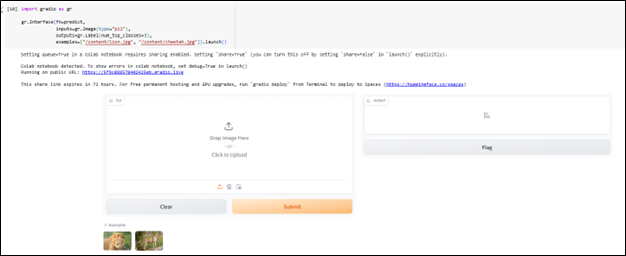 [60] import gradio as gr
gr.Interface(fn=predict,
inputs=gr.Image(type="pil"),
outputs=gr.Label(num_top_classes=3),
examples=["/content/lion.jpg", "/content/cheetah.jpg"]).launch()
Setting queue=True in a Colab notebook requires sharing enabled. Setting `share=True` (you can turn this off by setting `share=False` in `launch()` explicitly).
Colab notebook detected. To show errors in colab notebook, set debug=True in launch()
Running on public URL:
This share link expires in 72 hours. For free permanent hosting and GPU upgrades, run `gradio deploy` from Terminal to deploy to Spaces (https://huggingface.co/spaces)
img
output
Drop Image Here
- or -
Click to Upload
Flag
Clear
Submit
Examples